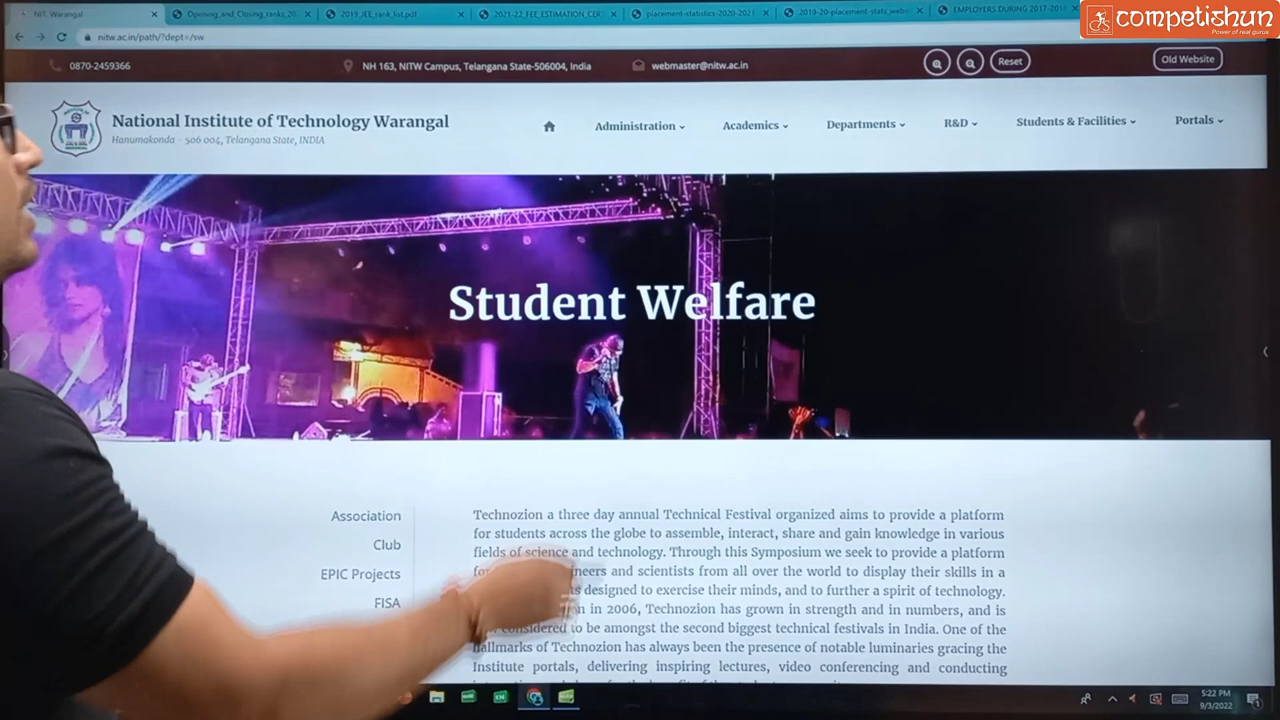 NIT, Warangal
Opening_and_Closing_ranks_20
2019_JEE_rank_list.pdf
2021-22_FEE_ESTIMATION_CERT
placement-statistics-2020-2021
2019-20-placement-stats_webs
EMPLOYERS DURING 2017-2018
competishun
Power of real gurus
nitw.ac.in/path/?dept=/sw
0870-2459366
NH 163, NITW Campus, Telangana State-506004, India
webmaster@nitw.ac.in
Reset
Old Website
National Institute of Technology Warangal
Hanumakonda - 506 004, Telangana State, INDIA
Administration
Academics
Departments
R&D
Students & Facilities
Portals
Student Welfare
Association
Club
EPIC Projects
FISA
Technozion a three day annual Technical Festival organized aims to provide a platform
for students across the globe to assemble, interact, share and gain knowledge in various
fields of science and technology. Through this Symposium we seek to provide a platform
and scientists from all over the world to display their skills in a
designed to exercise their minds, and to further a spirit of technology.
in 2006, Technozion has grown in strength and in numbers, and is
considered to be amongst the second biggest technical festivals in India. One of the
hallmarks of Technozion has always been the presence of notable luminaries gracing the
Institute portals, delivering inspiring lectures, video conferencing and conducting
5:22 PM
9/3/2022